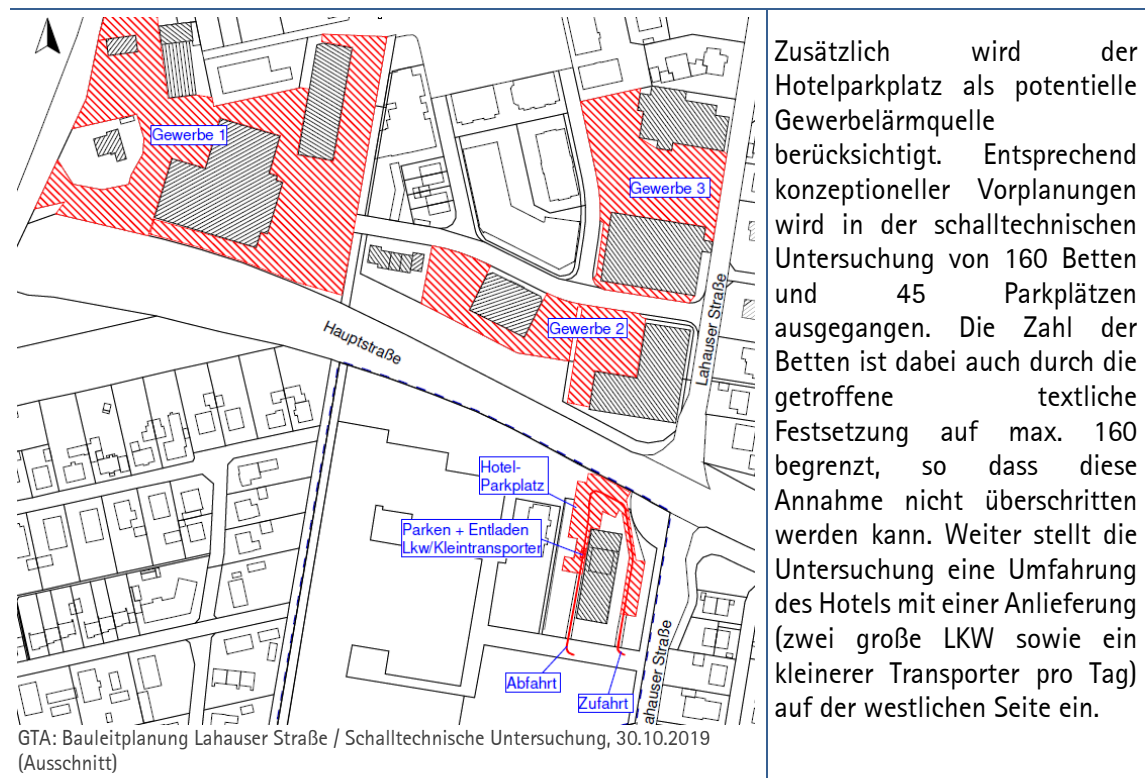 Gewerbe 1
Gewerbe 3
Gewerbe 2
Hauptstraße
Lahauser Straße
Hotel-
Parkplatz
Parken + Entladen
Lkw/Kleintransporter
Abfahrt
Zufahrt
ahauser Straße
GTA: Bauleitplanung Lahauser Straße / Schalltechnische Untersuchung, 30.10.2019
(Ausschnitt)
Zusätzlich wird der
Hotelparkplatz als potentielle
Gewerbelärmquelle
berücksichtigt. Entsprechend
konzeptioneller Vorplanungen
wird in der schalltechnischen
Untersuchung von 160 Betten
und 45 Parkplätzen
ausgegangen. Die Zahl der
Betten ist dabei auch durch die
getroffene textliche
Festsetzung auf max. 160
begrenzt, so dass diese
Annahme nicht überschritten
werden kann. Weiter stellt die
Untersuchung eine Umfahrung
des Hotels mit einer Anlieferung
(zwei große LKW sowie ein
kleinerer Transporter pro Tag)
auf der westlichen Seite ein.